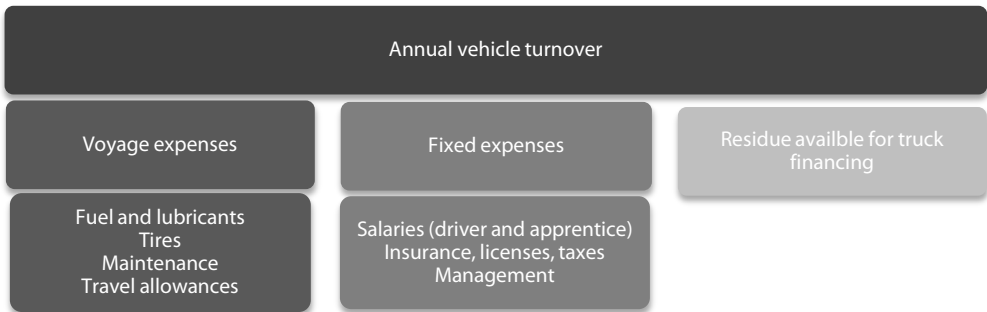 Annual vehicle turnover
Voyage expenses
Fixed expenses
Residue availble for truck
financing
Fuel and lubricants
Tires
Maintenance
Travel allowances
Salaries (driver and apprentice)
Insurance, licenses, taxes
Management